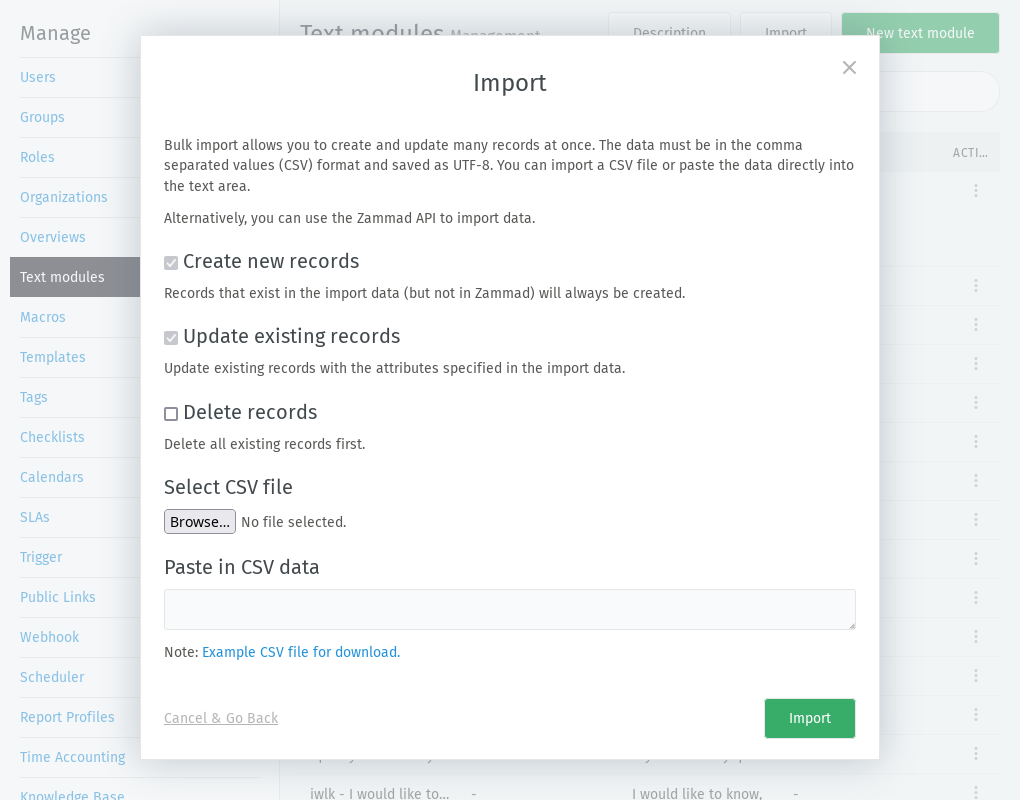 Manage
Users
Groups
Roles
Organizations
Overviews
Text modules
Macros
Templates
Tags
Checklists
Calendars
SLAs
Trigger
Public Links
Webhook
Scheduler
Report Profiles
Time Accounting
Knowledge Base
Text modules Management
Description
Import
New text module
ACTI...
Import
Bulk import allows you to create and update many records at once. The data must be in the comma
separated values (CSV) format and saved as UTF-8. You can import a CSV file or paste the data directly into
the text area.
Alternatively, you can use the Zammad API to import data.
Create new records
Records that exist in the import data (but not in Zammad) will always be created.
Update existing records
Update existing records with the attributes specified in the import data.
Delete records
Delete all existing records first.
Select CSV file
Browse... No file selected.
Paste in CSV data
Note: Example CSV file for download.
Cancel & Go Back
Import
iwlk - I would like to... - I would like to know, -